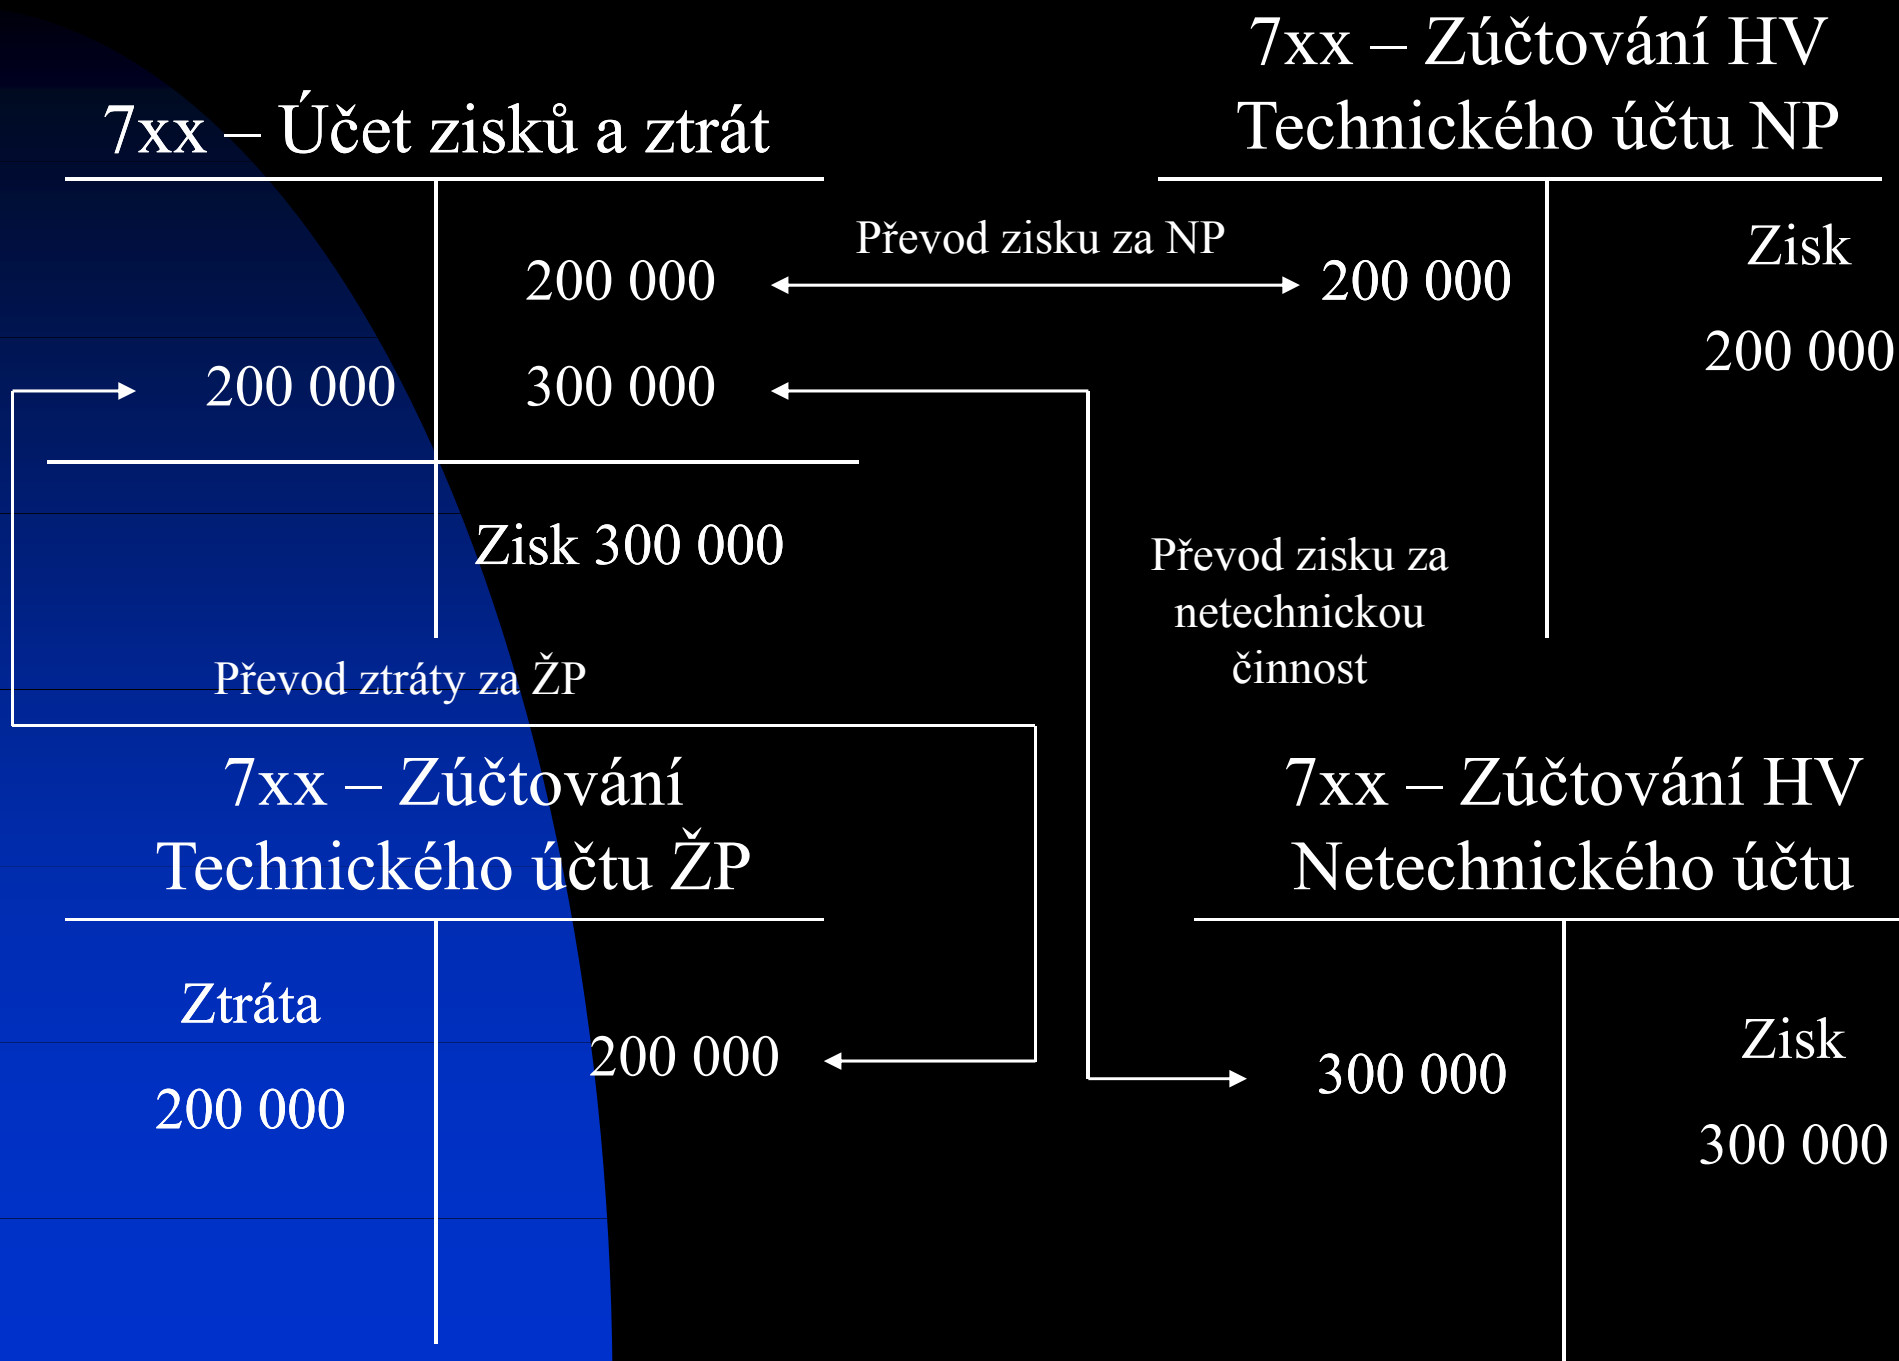 7xx – Účet zisků a ztrát
200 000
200 000
300 000
Zisk 300 000
Převod zisku za NP
7xx – Zúčtování HV
Technického účtu NP
200 000
Zisk
200 000
Převod ztráty za ŽP
Převod zisku za
netechnickou
činnost
7xx – Zúčtování
Technického účtu ŽP
Ztráta
200 000
200 000
7xx – Zúčtování HV
Netechnického účtu
300 000
Zisk
300 000